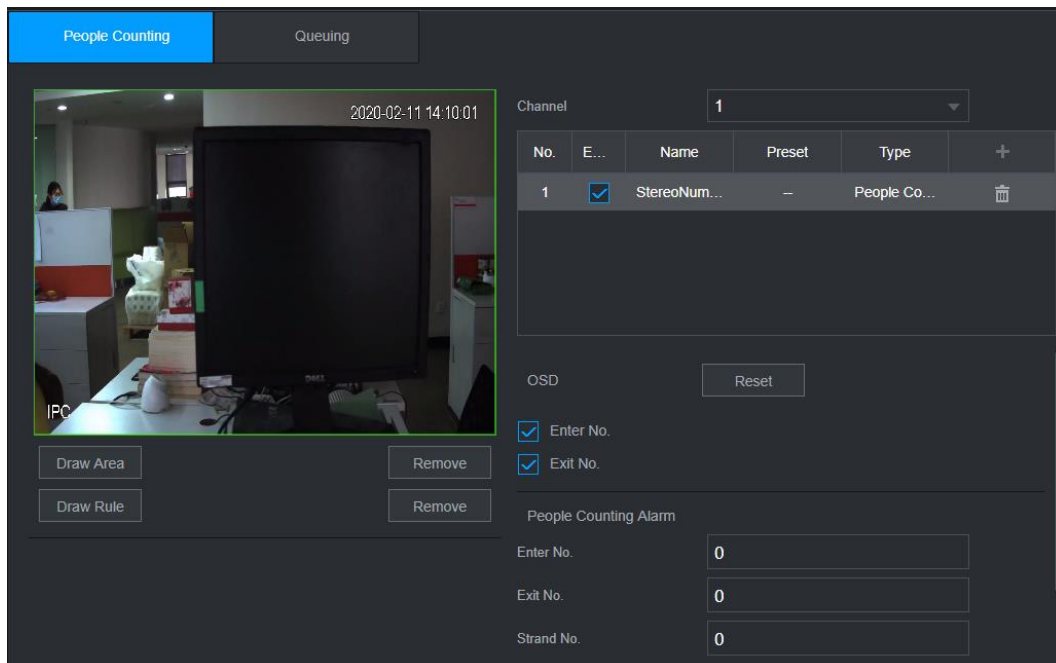 People Counting Queuing
2020-02-11 14:10:01
DELL
IPC
Draw Area Remove
Draw Rule Remove
Channel 1
No. E... Name Preset Type +
1 StereoNum... -- People Co...
OSD Reset
Enter No.
Exit No.
People Counting Alarm
Enter No. 0
Exit No. 0
Strand No. 0